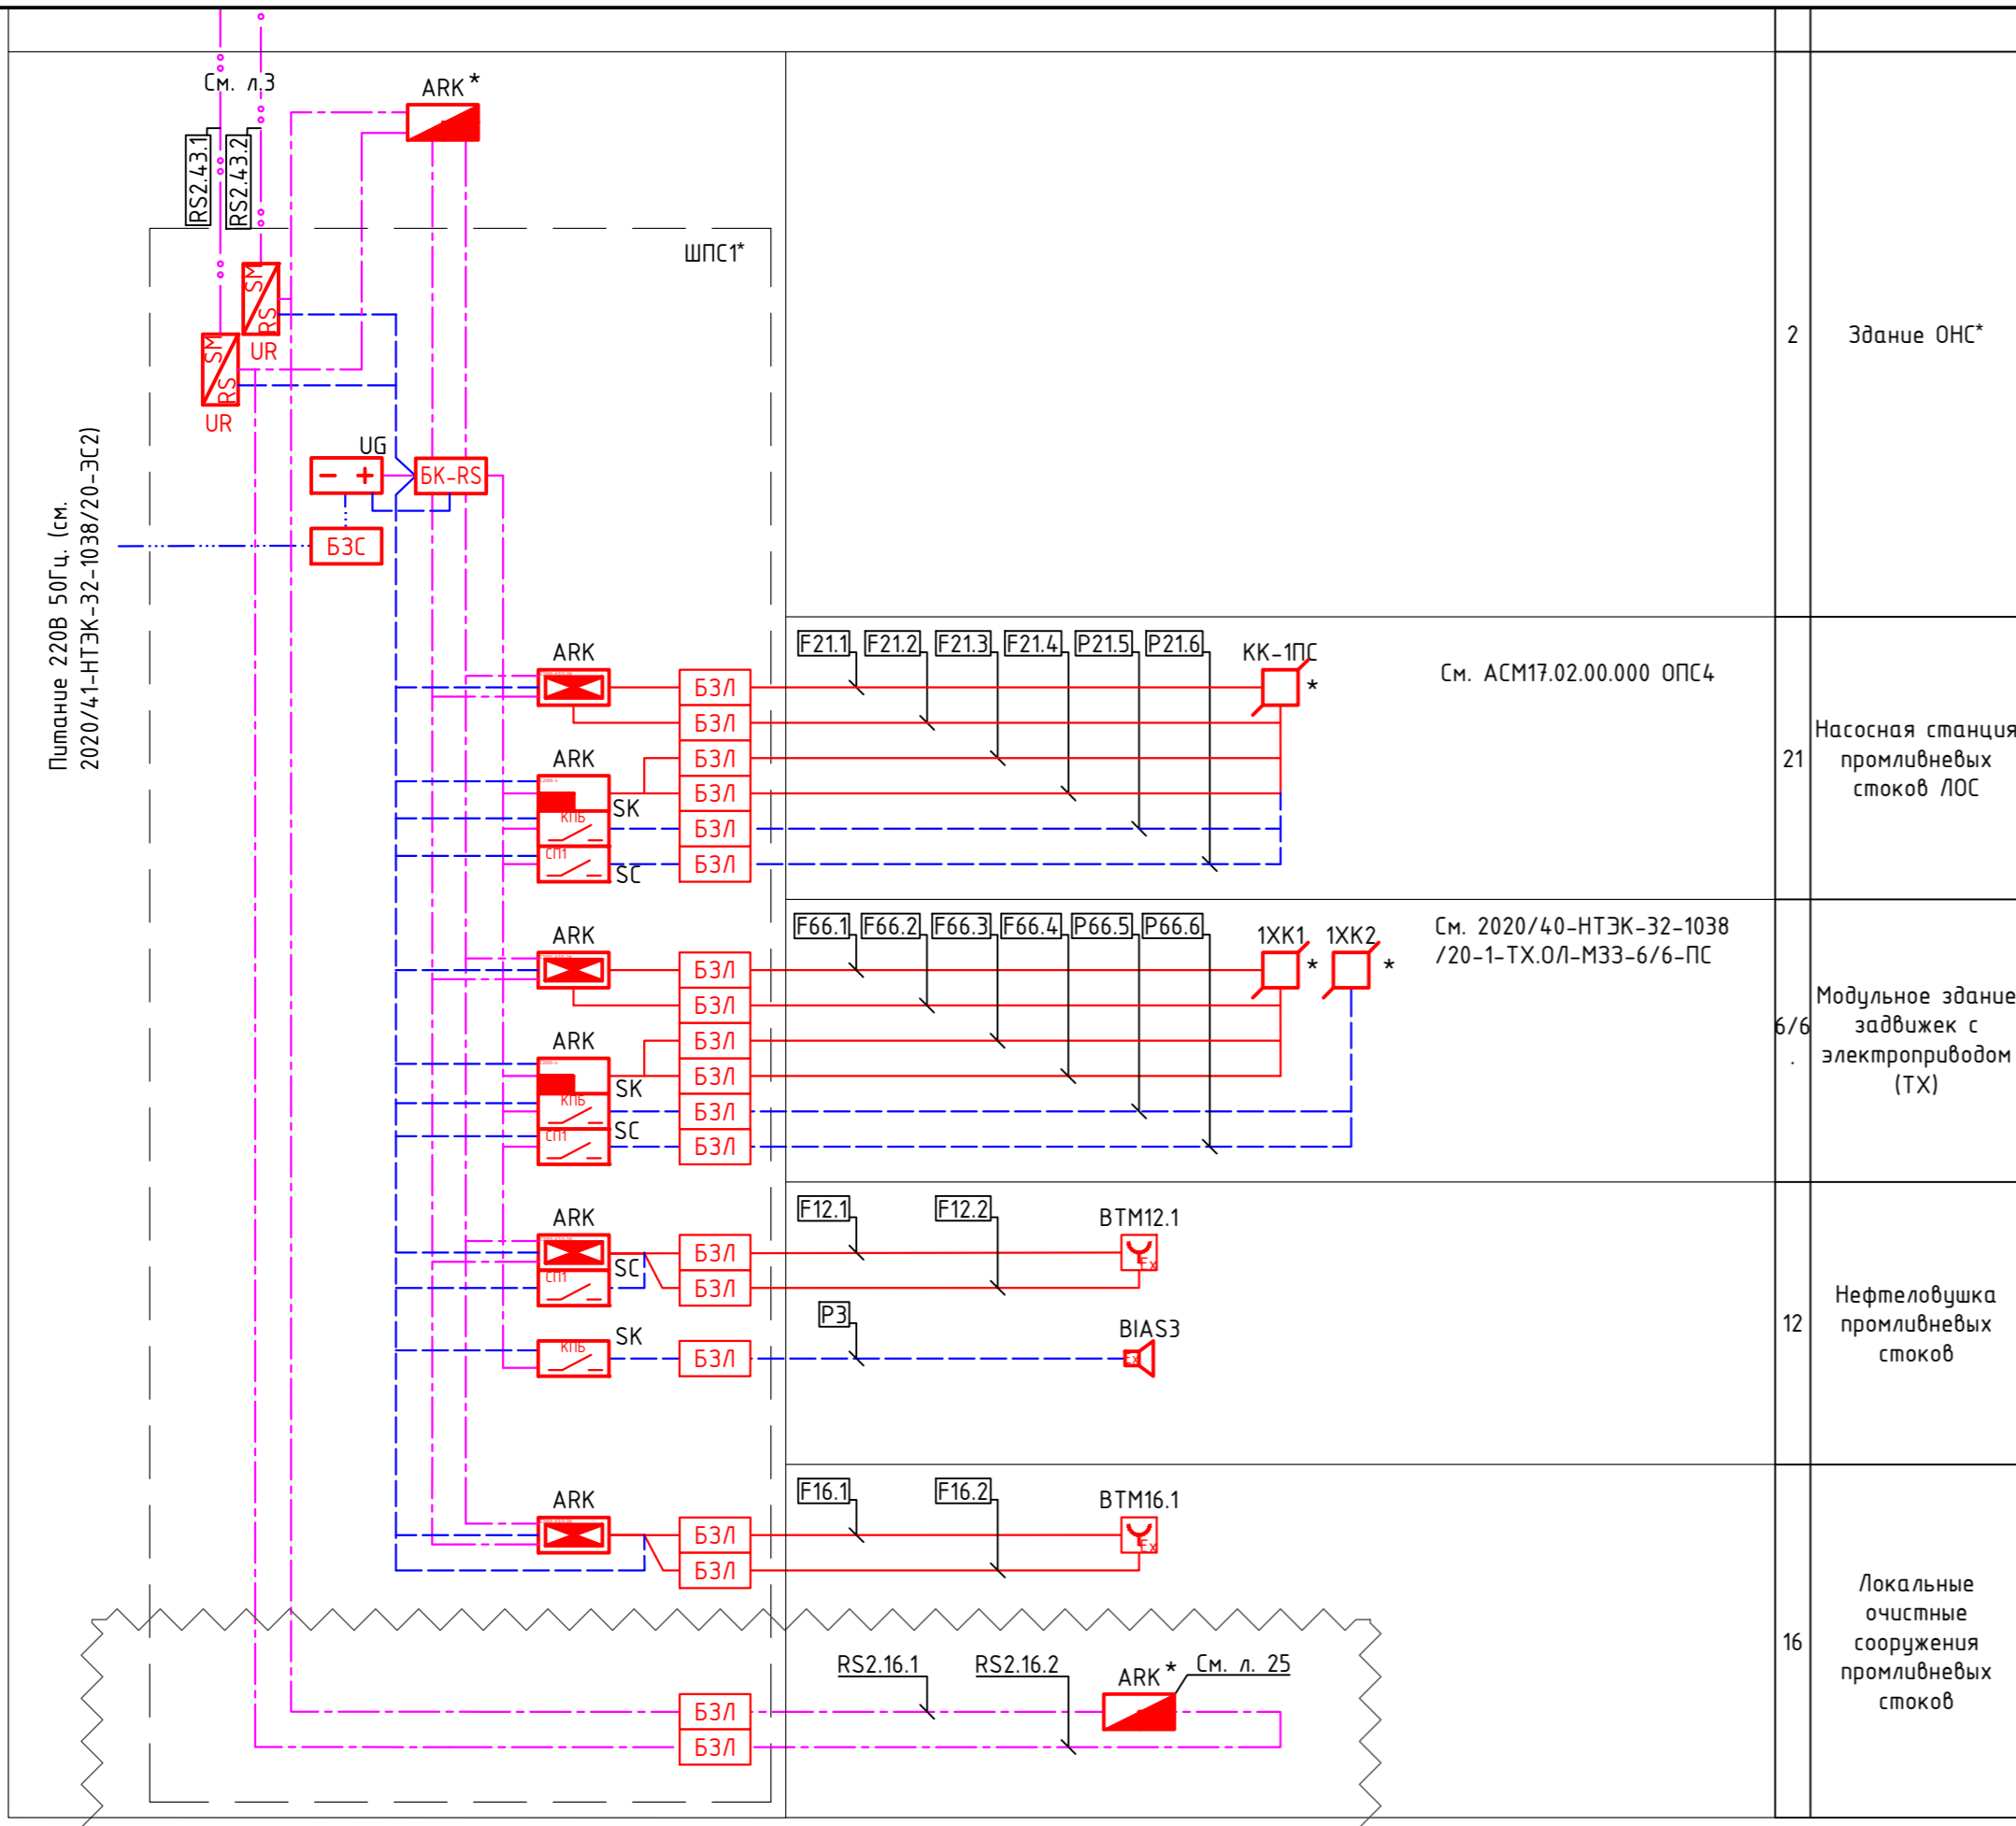 См. л.3
RS2.43.1
RS2.43.2
ARK*
ШПС1*
SM
RS
UR
SM
RS
UR
2
Здание ОНС*
Питание 220В 50Гц. (см.
2020/41-НТЭК-32-1038/20-ЭС2)
UG
- +
БК-RS
БЗС
ARK
БЗЛ
БЗЛ
БЗЛ
БЗЛ
БЗЛ
БЗЛ
ARK
SK
КПБ
СП1
SC
F21.1
F21.2
F21.3
F21.4
P21.5
P21.6
КК-1ПС
*
См. АСМ17.02.00.000 ОПС4
21
Насосная станция
промливневых
стоков ЛОС
ARK
БЗЛ
БЗЛ
БЗЛ
БЗЛ
БЗЛ
БЗЛ
ARK
SK
КПБ
SC
СП1
F66.1
F66.2
F66.3
F66.4
P66.5
P66.6
1ХК1
*
1ХК2
*
См. 2020/40-НТЭК-32-1038
/20-1-ТХ.ОЛ-МЗЗ-6/6-ПС
6/6
.
Модульное здание
задвижек с
электроприводом
(ТХ)
ARK
SC
СП1
БЗЛ
БЗЛ
F12.1
F12.2
BTM12.1
Ex
SK
КПБ
БЗЛ
P3
BIAS3
Ex
12
Нефтеловушка
промливневых
стоков
ARK
БЗЛ
БЗЛ
F16.1
F16.2
BTM16.1
Ex
RS2.16.1
RS2.16.2
ARK*
См. л. 25
БЗЛ
БЗЛ
16
Локальные
очистные
сооружения
промливневых
стоков